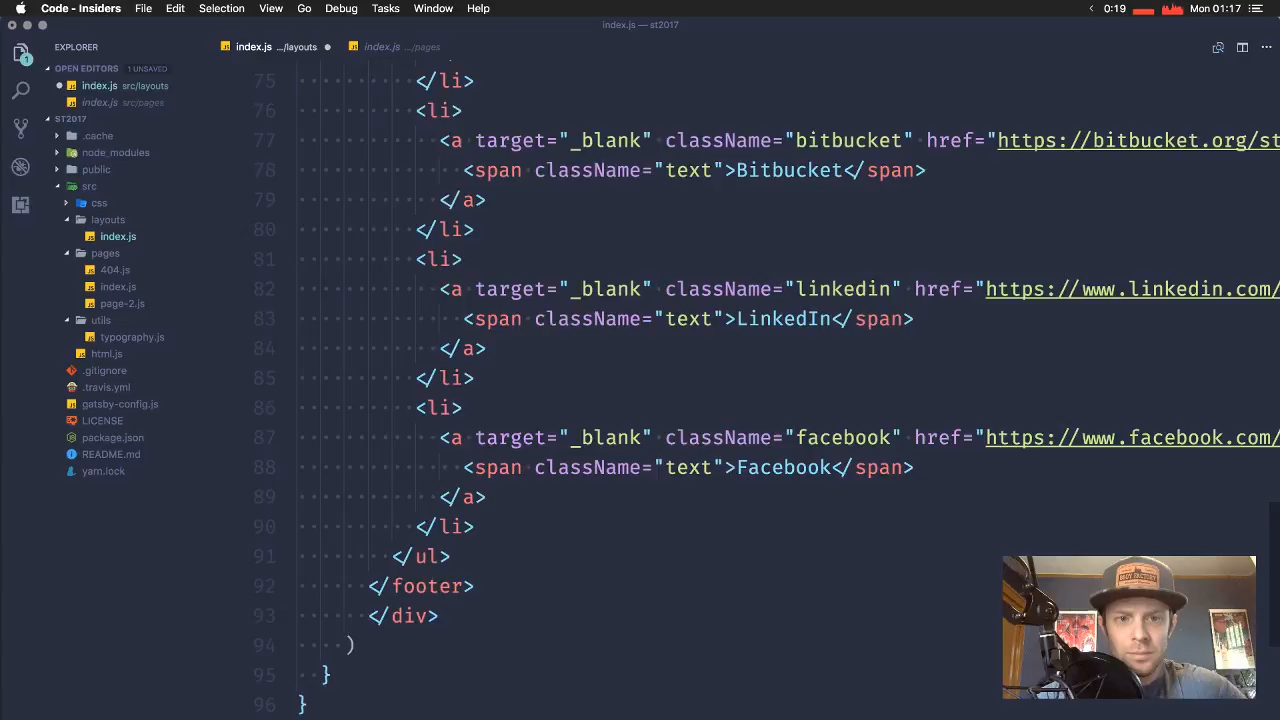 Code - Insiders File Edit Selection View Go Debug Tasks Window Help 0:19 Mon 01:17
index.js — st2017
EXPLORER
index.js .../layouts
index.js .../pages
OPEN EDITORS 1 UNSAVED
index.js src/layouts
index.js src/pages
ST2017
.cache
node_modules
public
src
css
layouts
index.js
pages
404.js
index.js
page-2.js
utils
typography.js
html.js
.gitignore
.travis.yml
gatsby-config.js
LICENSE
package.json
README.md
yarn.lock
75 </li>
76 <li>
77 <a target="_blank" className="bitbucket" href="https://bitbucket.org/st
78 <span className="text">Bitbucket</span>
79 </a>
80 </li>
81 <li>
82 <a target="_blank" className="linkedin" href="https://www.linkedin.com/
83 <span className="text">LinkedIn</span>
84 </a>
85 </li>
86 <li>
87 <a target="_blank" className="facebook" href="https://www.facebook.com/
88 <span className="text">Facebook</span>
89 </a>
90 </li>
91 </ul>
92 </footer>
93 </div>
94 )
95 }
96 }